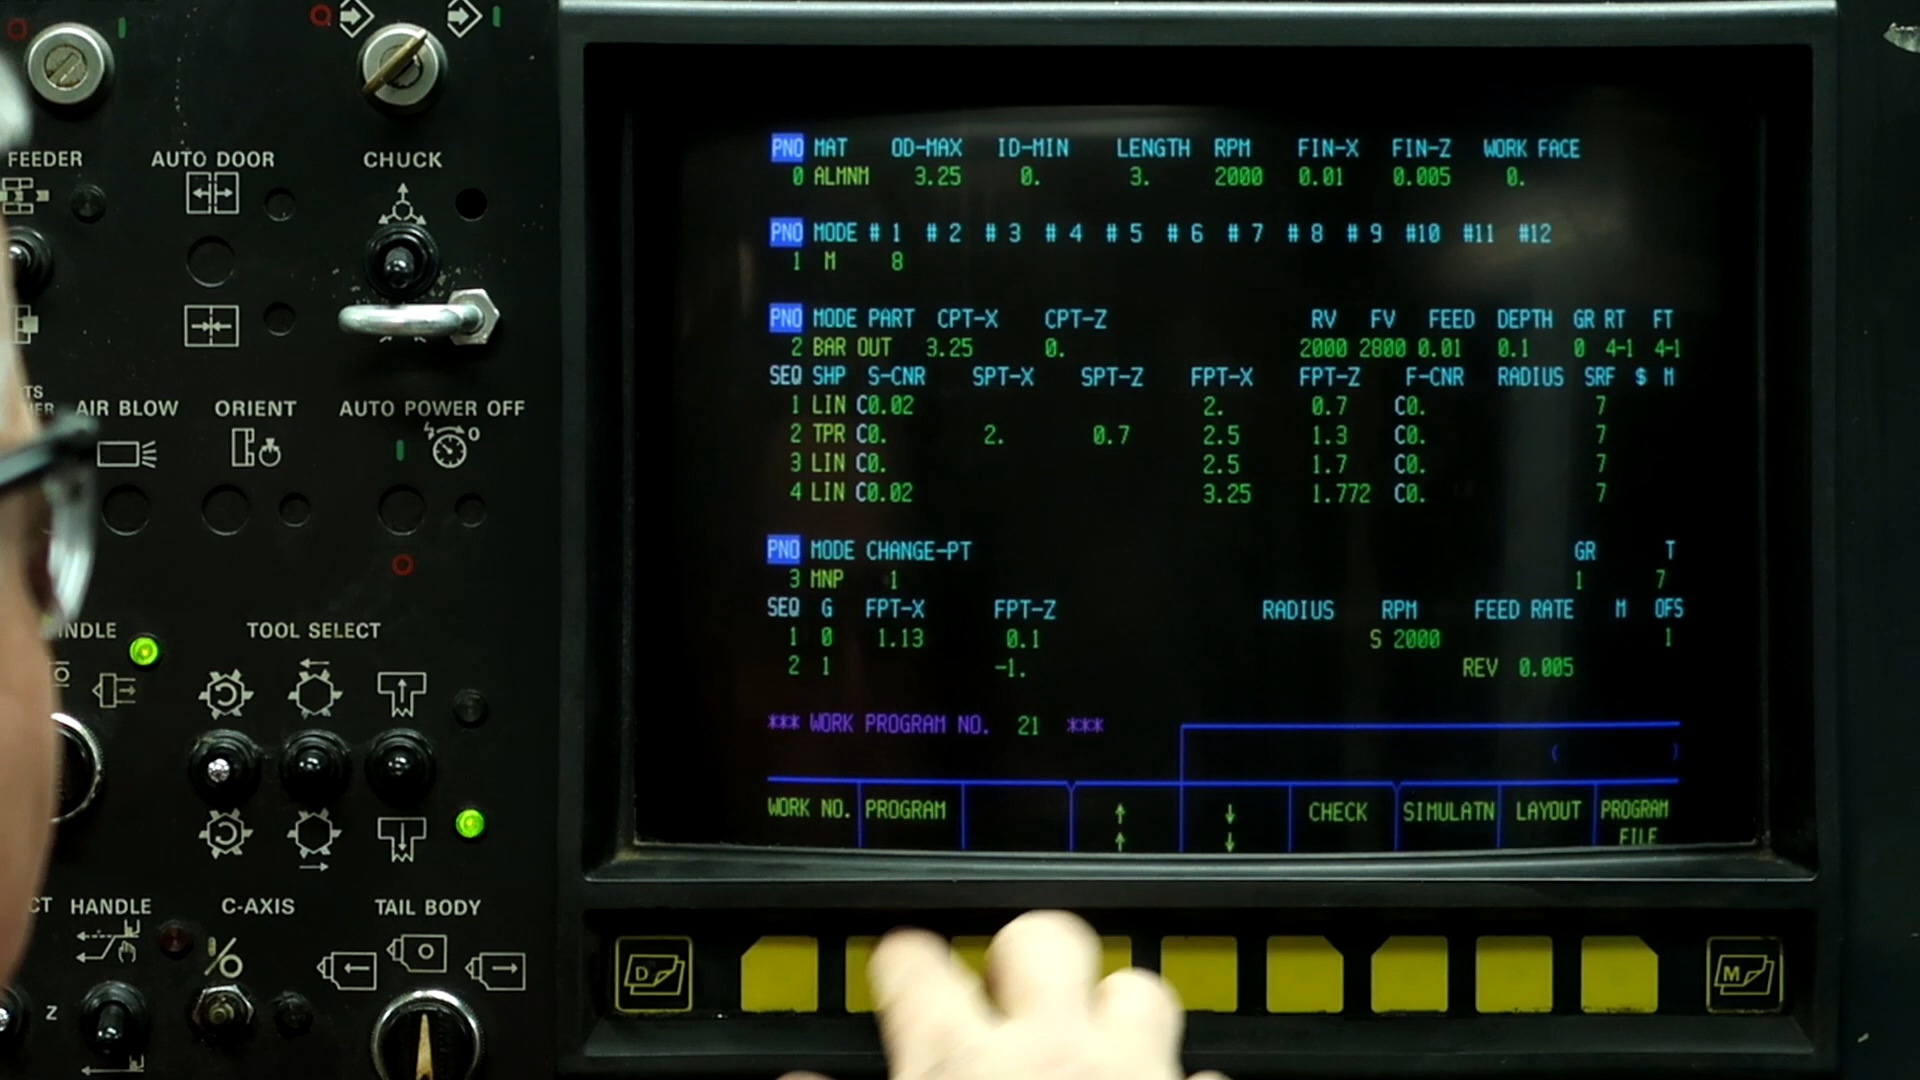 FEEDER AUTO DOOR CHUCK
AIR BLOW ORIENT AUTO POWER OFF
TOOL SELECT
HANDLE C-AXIS TAIL BODY
Z
PNO MAT OD-MAX ID-MIN LENGTH RPM FIN-X FIN-Z WORK FACE
0 ALMNM 3.25 0. 3. 2000 0.01 0.005 0.
PNO MODE # 1 # 2 # 3 # 4 # 5 # 6 # 7 # 8 # 9 #10 #11 #12
1 M 8
PNO MODE PART CPT-X CPT-Z RV FV FEED DEPTH GR RT FT
2 BAR OUT 3.25 0. 2000 2800 0.01 0.1 0 4-1 4-1
SEQ SHP S-CNR SPT-X SPT-Z FPT-X FPT-Z F-CNR RADIUS SRF $ M
1 LIN C0.02 2. 0.7 C0. 7
2 TPR C0. 2. 0.7 2.5 1.3 C0. 7
3 LIN C0. 2.5 1.7 C0. 7
4 LIN C0.02 3.25 1.772 C0. 7
PNO MODE CHANGE-PT GR T
3 MNP 1 1 7
SEQ G FPT-X FPT-Z RADIUS RPM FEED RATE M OFS
1 0 1.13 0.1 S 2000 1
2 1 -1. REV 0.005
*** WORK PROGRAM NO. 21 ***
( )
WORK NO. PROGRAM ↑ ↓ CHECK SIMULATN LAYOUT PROGRAM
↑ ↓ FILE
D M